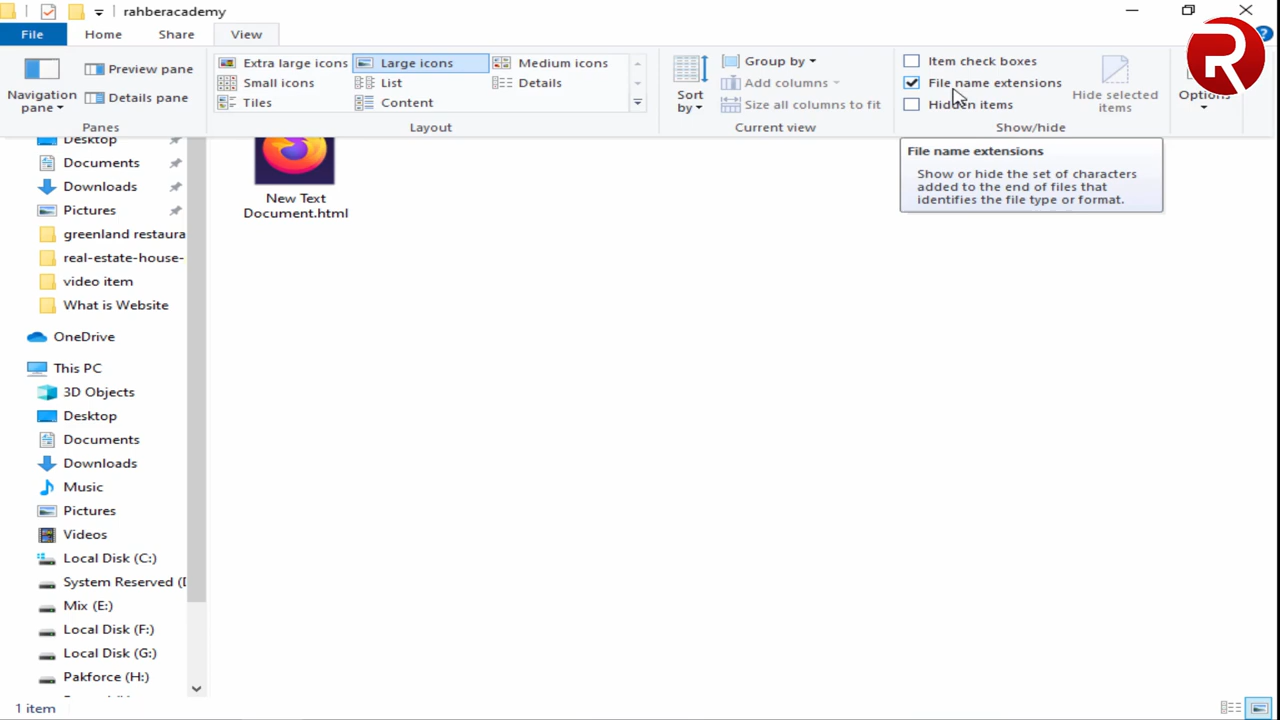 rahberacademy
File Home Share View
Navigation pane
Preview pane
Details pane
Panes
Extra large icons Large icons Medium icons
Small icons List Details
Tiles Content
Layout
Sort by
Group by
Add columns
Size all columns to fit
Current view
Item check boxes
File name extensions
Hidden items
Hide selected items
Show/hide
Options
R
File name extensions
Show or hide the set of characters
added to the end of files that
identifies the file type or format.
Desktop
Documents
Downloads
Pictures
greenland restaura
real-estate-house-
video item
What is Website
OneDrive
This PC
3D Objects
Desktop
Documents
Downloads
Music
Pictures
Videos
Local Disk (C:)
System Reserved (D
Mix (E:)
Local Disk (F:)
Local Disk (G:)
Pakforce (H:)
New Text
Document.html
1 item